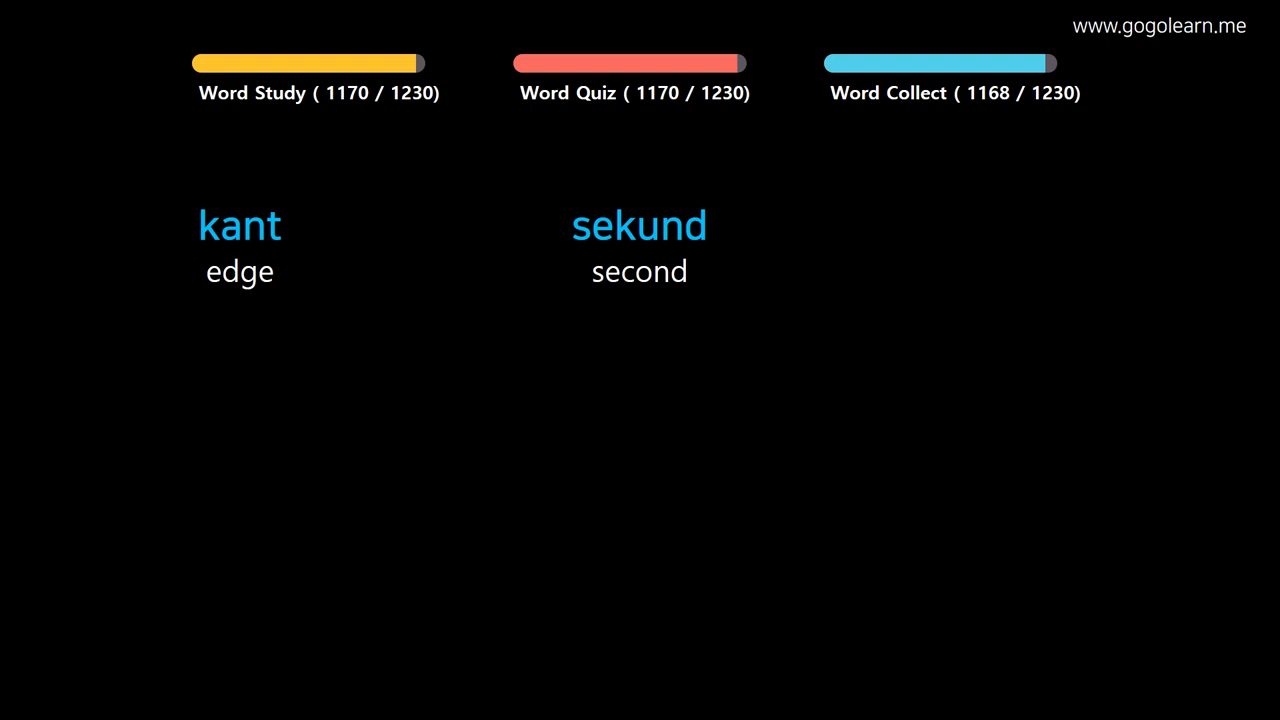 www.gogolearn.me
Word Study ( 1170 / 1230)
Word Quiz ( 1170 / 1230)
Word Collect ( 1168 / 1230)
kant
edge
sekund
second